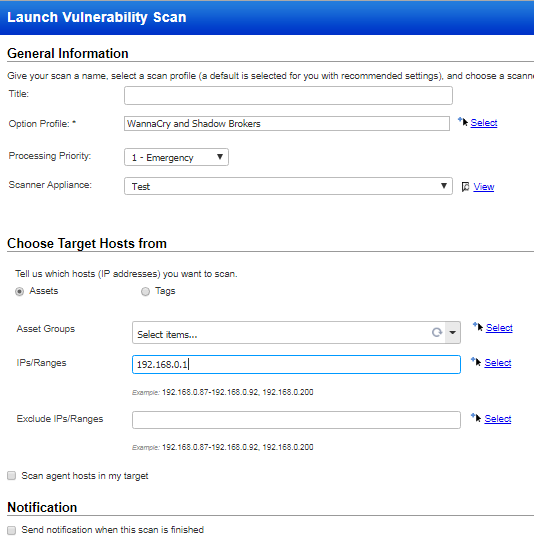 Launch Vulnerability Scan
General Information
Give your scan a name, select a scan profile (a default is selected for you with recommended settings), and choose a scanne
Title:
Option Profile: * WannaCry and Shadow Brokers Select
Processing Priority: 1 - Emergency
Scanner Appliance: Test View
Choose Target Hosts from
Tell us which hosts (IP addresses) you want to scan.
Assets Tags
Asset Groups Select items... Select
IPs/Ranges 192.168.0.1 Select
Example: 192.168.0.87-192.168.0.92, 192.168.0.200
Exclude IPs/Ranges Select
Example: 192.168.0.87-192.168.0.92, 192.168.0.200
Scan agent hosts in my target
Notification
Send notification when this scan is finished